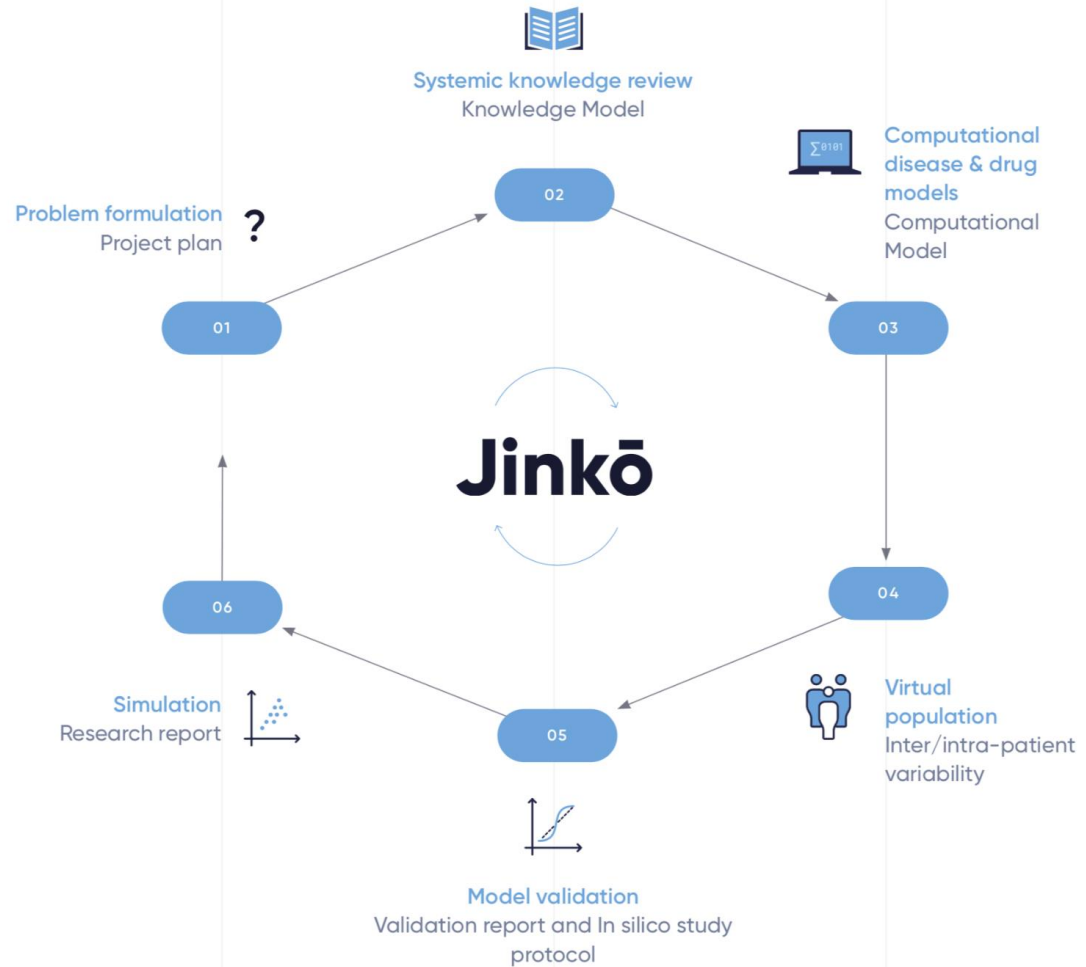 Systemic knowledge review
Knowledge Model
Σ0101
Computational
disease & drug
models
Computational
Model
02
Problem formulation
Project plan
?
01
03
Jinkō
06
04
Simulation
Research report
Virtual
population
Inter/intra-patient
variability
05
Model validation
Validation report and In silico study
protocol